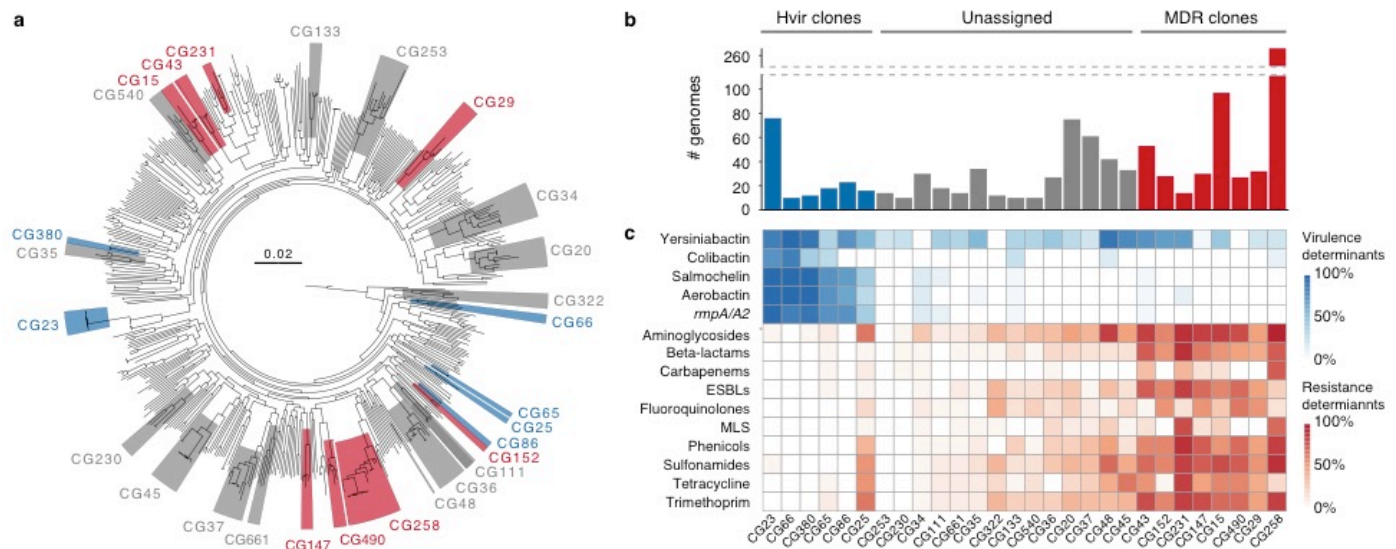 a
CG133
CG253
CG231
CG43
CG15
CG540
CG29
CG34
CG20
CG380
CG35
0.02
CG322
CG66
CG23
CG65
CG25
CG86
CG152
CG111
CG36
CG48
CG230
CG45
CG37
CG661
CG147
CG490
CG258
b
Hvir clones
Unassigned
MDR clones
# genomes
260
100
80
60
40
20
0
c
Yersiniabactin
Colibactin
Salmochelin
Aerobactin
rmpA/A2
Aminoglycosides
Beta-lactams
Carbapenems
ESBLs
Fluoroquinolones
MLS
Phenicols
Sulfonamides
Tetracycline
Trimethoprim
Virulence
determinants
100%
50%
0%
Resistance
determiannts
100%
50%
0%
CG23
CG66
CG380
CG65
CG86
CG25
CG253
CG230
CG34
CG111
CG661
CG35
CG322
CG133
CG540
CG36
CG20
CG37
CG48
CG45
CG43
CG152
CG231
CG147
CG15
CG490
CG29
CG258